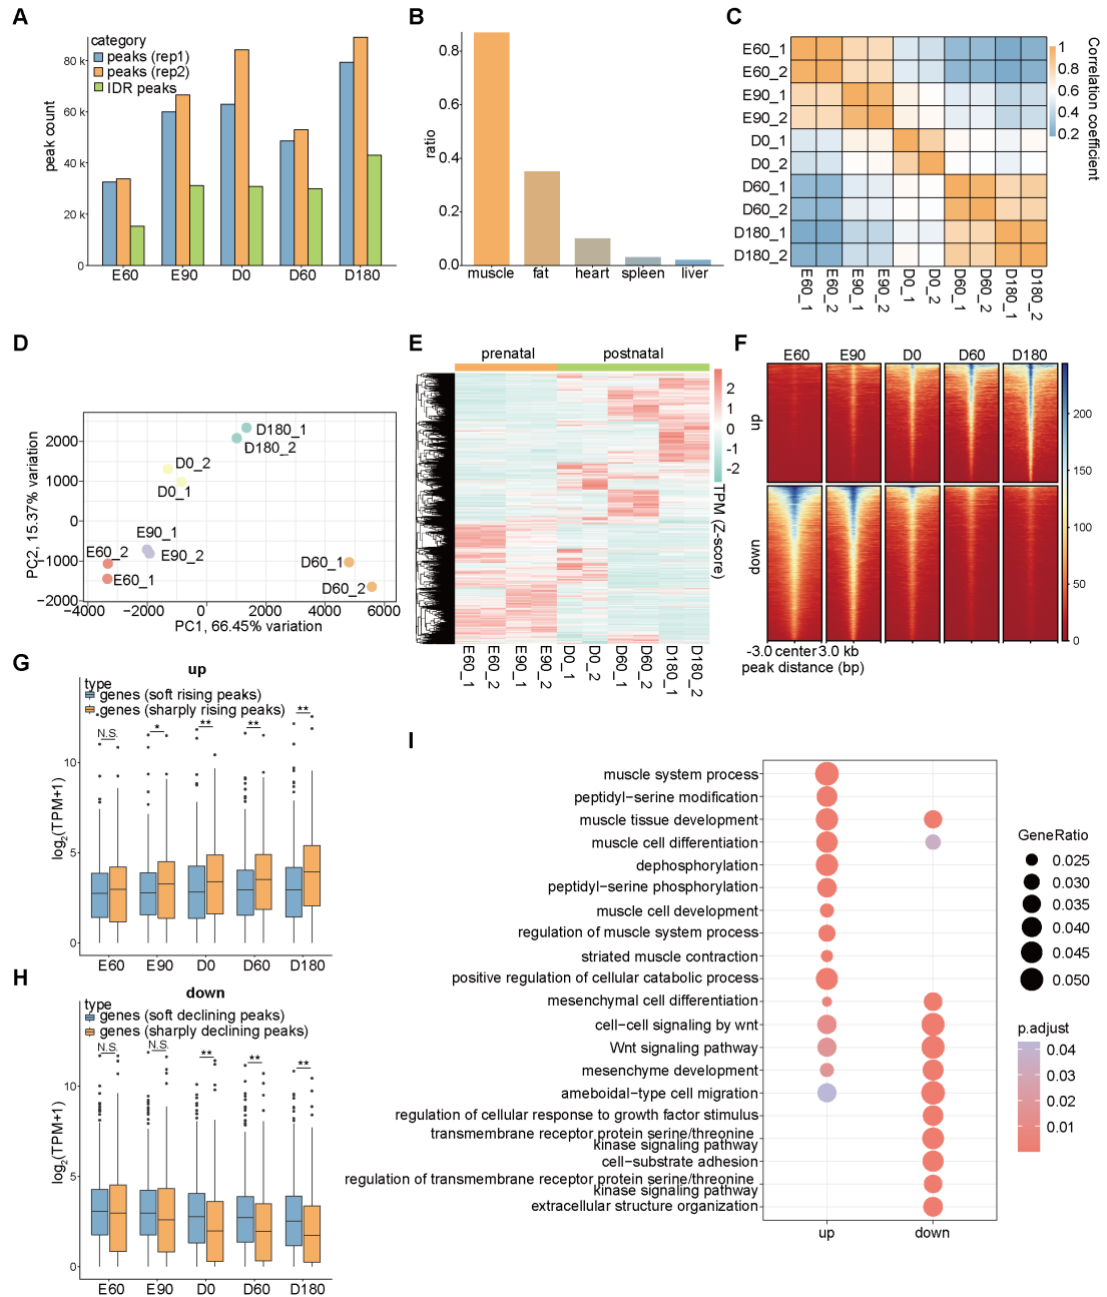 A
category
peaks (rep1)
peaks (rep2)
IDR peaks
peak count
80 k
60 k
40 k
20 k
0
E60 E90 D0 D60 D180
B
ratio
0.8
0.6
0.4
0.2
0.0
muscle fat heart spleen liver
C
E60_1
E60_2
E90_1
E90_2
D0_1
D0_2
D60_1
D60_2
D180_1
D180_2
E60_1 E60_2 E90_1 E90_2 D0_1 D0_2 D60_1 D60_2 D180_1 D180_2
1
0.8
0.6
0.4
0.2
Correlation coefficient
D
PC2, 15.37% variation
2000
1000
0
−1000
−2000
D180_1
D180_2
D0_2
D0_1
E90_1
E90_2
E60_2
E60_1
D60_1
D60_2
−4000 −2000 0 2000 4000 6000
PC1, 66.45% variation
E
prenatal postnatal
2
1
0
-1
-2
TPM (Z-score)
E60_1 E60_2 E90_1 E90_2 D0_1 D0_2 D60_1 D60_2 D180_1 D180_2
F
E60 E90 D0 D60 D180
up
down
200
150
100
50
0
-3.0 center 3.0 kb
peak distance (bp)
G
up
type
genes (soft rising peaks)
genes (sharply rising peaks)
N.S. * ** ** **
log2(TPM+1)
10
5
0
E60 E90 D0 D60 D180
H
down
type
genes (soft declining peaks)
genes (sharply declining peaks)
N.S. N.S. ** ** **
log2(TPM+1)
10
5
0
E60 E90 D0 D60 D180
I
muscle system process
peptidyl−serine modification
muscle tissue development
muscle cell differentiation
dephosphorylation
peptidyl−serine phosphorylation
muscle cell development
regulation of muscle system process
striated muscle contraction
positive regulation of cellular catabolic process
mesenchymal cell differentiation
cell−cell signaling by wnt
Wnt signaling pathway
mesenchyme development
ameboidal−type cell migration
regulation of cellular response to growth factor stimulus
transmembrane receptor protein serine/threonine
kinase signaling pathway
cell−substrate adhesion
regulation of transmembrane receptor protein serine/threonine
kinase signaling pathway
extracellular structure organization
up down
GeneRatio
0.025
0.030
0.035
0.040
0.045
0.050
p.adjust
0.04
0.03
0.02
0.01